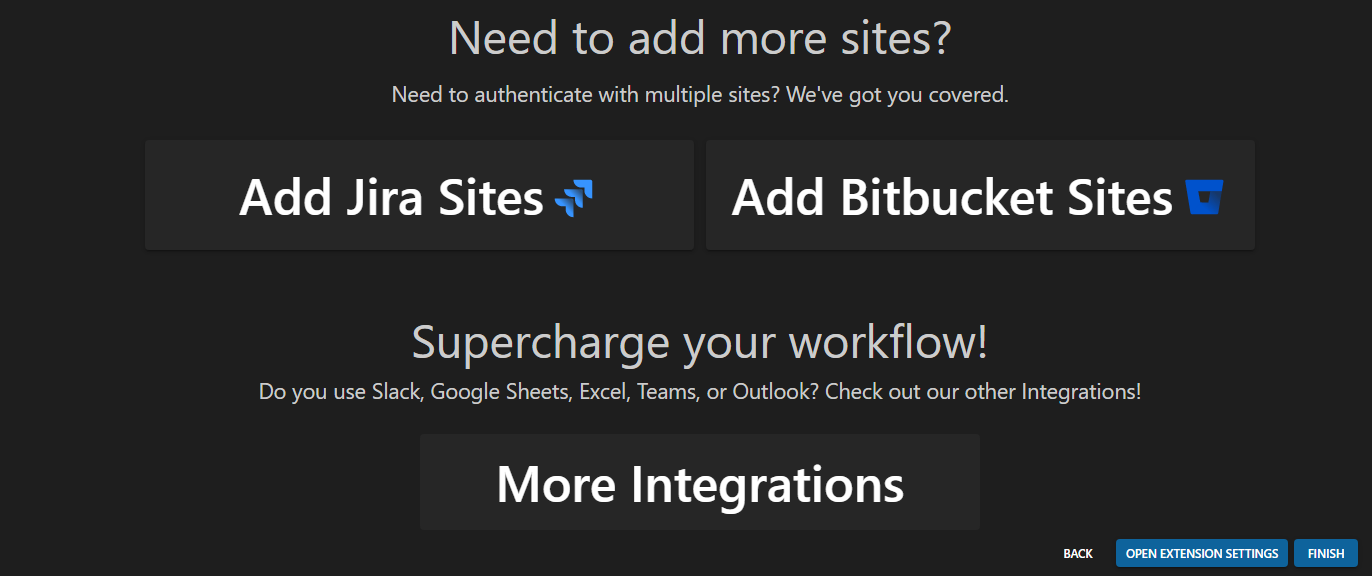 Need to add more sites?
Need to authenticate with multiple sites? We've got you covered.
Add Jira Sites
Add Bitbucket Sites
Supercharge your workflow!
Do you use Slack, Google Sheets, Excel, Teams, or Outlook? Check out our other Integrations!
More Integrations
BACK
OPEN EXTENSION SETTINGS
FINISH